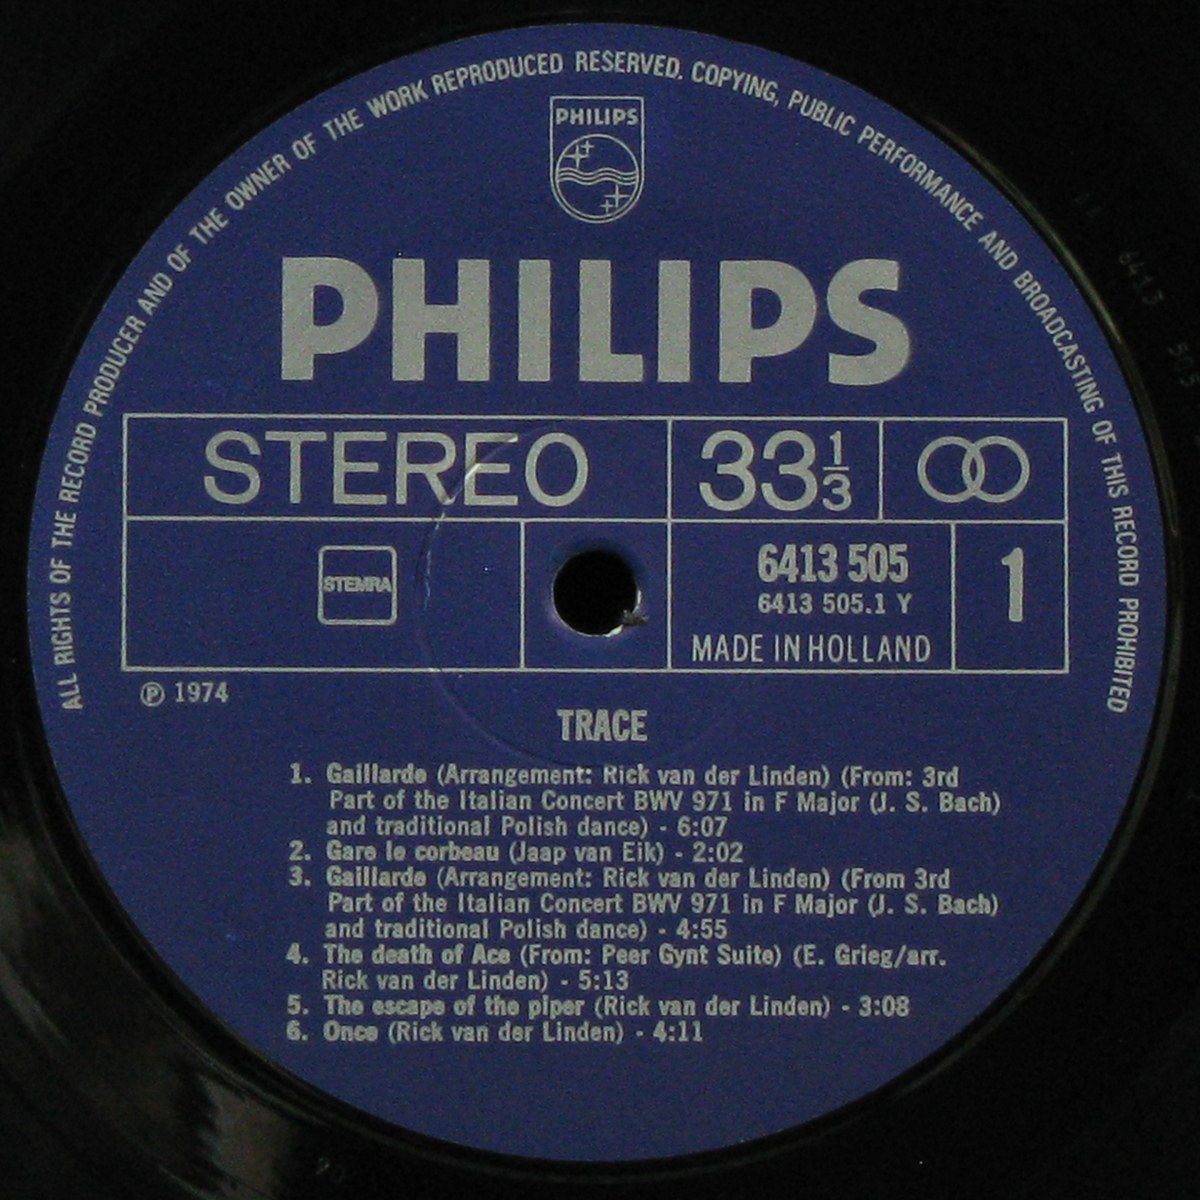 ALL RIGHTS OF THE RECORD PRODUCER AND OF THE OWNER OF THE WORK REPRODUCED RESERVED. COPYING, PUBLIC PERFORMANCE AND BROADCASTING OF THIS RECORD PROHIBITED
PHILIPS
PHILIPS
STEREO 33 1/3
STEMRA
6413 505
6413 505.1 Y
MADE IN HOLLAND
1
℗ 1974
TRACE
1. Gaillarde (Arrangement: Rick van der Linden) (From: 3rd
Part of the Italian Concert BWV 971 in F Major (J. S. Bach)
and traditional Polish dance) - 6:07
2. Gare le corbeau (Jaap van Eik) - 2:02
3. Gaillarde (Arrangement: Rick van der Linden) (From 3rd
Part of the Italian Concert BWV 971 in F Major (J. S. Bach)
and traditional Polish dance) - 4:55
4. The death of Ace (From: Peer Gynt Suite) (E. Grieg/arr.
Rick van der Linden) - 5:13
5. The escape of the piper (Rick van der Linden) - 3:08
6. Once (Rick van der Linden) - 4:11
6413 505